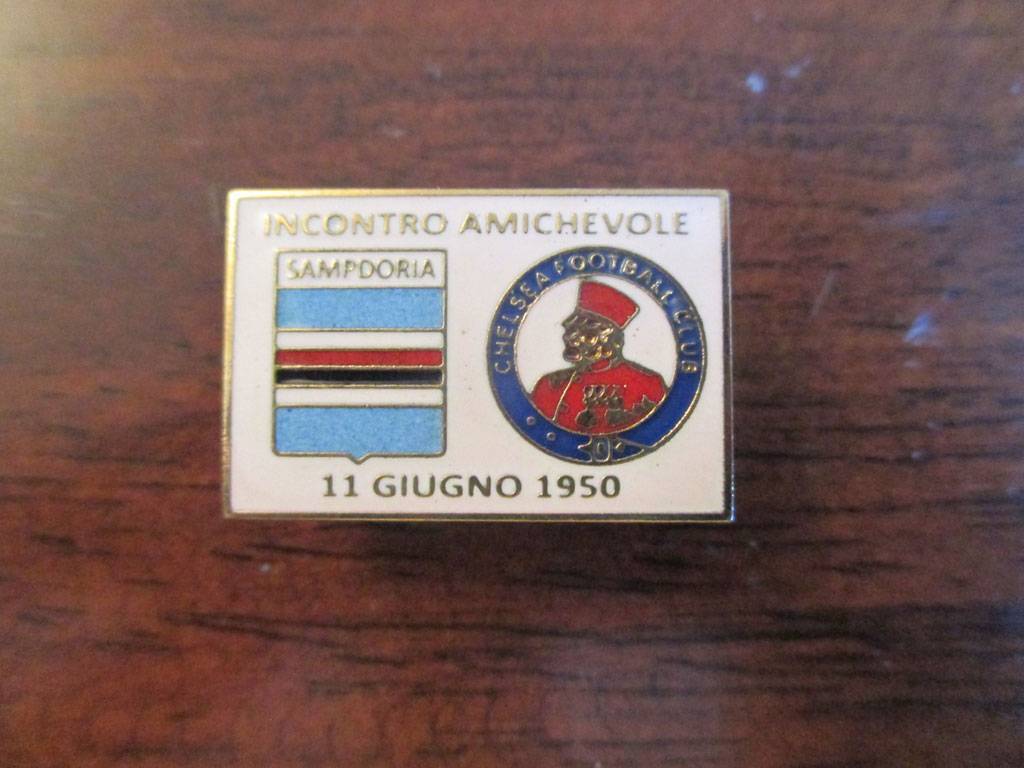 INCONTRO AMICHEVOLE
SAMPDORIA
CHELSEA FOOTBALL CLUB
11 GIUGNO 1950